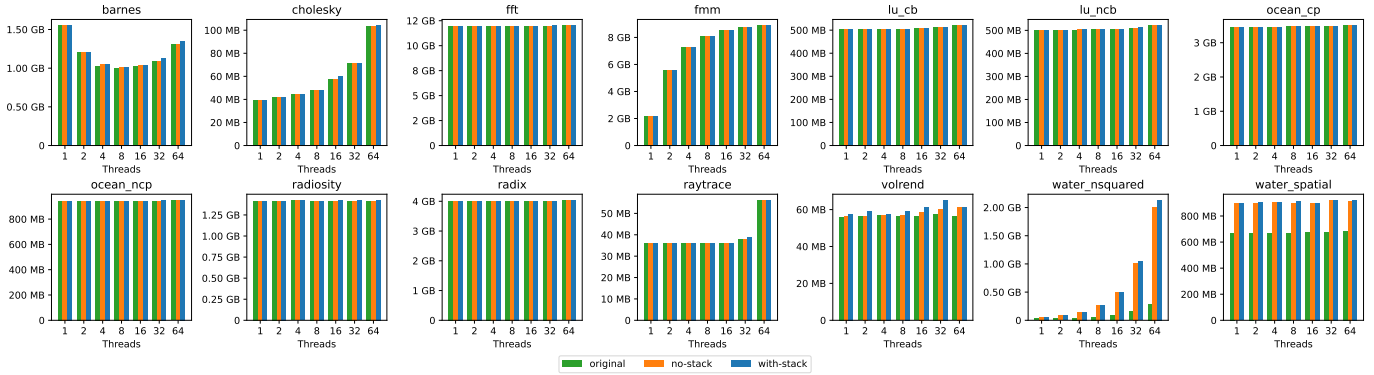 barnes
1.50 GB
1.00 GB
0.50 GB
0
1 2 4 8 16 32 64
Threads
cholesky
100 MB
80 MB
60 MB
40 MB
20 MB
0
1 2 4 8 16 32 64
Threads
fft
12 GB
10 GB
8 GB
5 GB
2 GB
0
1 2 4 8 16 32 64
Threads
fmm
8 GB
6 GB
4 GB
2 GB
0
1 2 4 8 16 32 64
Threads
lu_cb
500 MB
400 MB
300 MB
200 MB
100 MB
0
1 2 4 8 16 32 64
Threads
lu_ncb
500 MB
400 MB
300 MB
200 MB
100 MB
0
1 2 4 8 16 32 64
Threads
ocean_cp
3 GB
2 GB
1 GB
0
1 2 4 8 16 32 64
Threads
ocean_ncp
800 MB
600 MB
400 MB
200 MB
0
1 2 4 8 16 32 64
Threads
radiosity
1.25 GB
1.00 GB
0.75 GB
0.50 GB
0.25 GB
0
1 2 4 8 16 32 64
Threads
radix
4 GB
3 GB
2 GB
1 GB
0
1 2 4 8 16 32 64
Threads
raytrace
50 MB
40 MB
30 MB
20 MB
10 MB
0
1 2 4 8 16 32 64
Threads
volrend
60 MB
40 MB
20 MB
0
1 2 4 8 16 32 64
Threads
water_nsquared
2.00 GB
1.50 GB
1.00 GB
0.50 GB
0
1 2 4 8 16 32 64
Threads
water_spatial
800 MB
600 MB
400 MB
200 MB
0
1 2 4 8 16 32 64
Threads
original no-stack with-stack